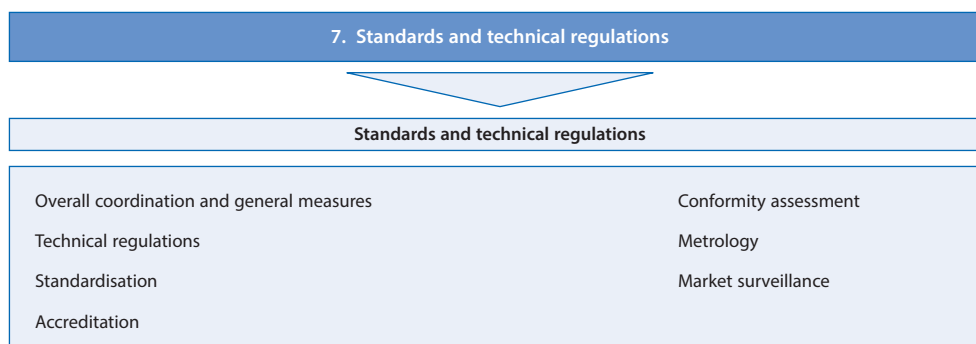 7. Standards and technical regulations
Standards and technical regulations
Overall coordination and general measures
Technical regulations
Standardisation
Accreditation
Conformity assessment
Metrology
Market surveillance